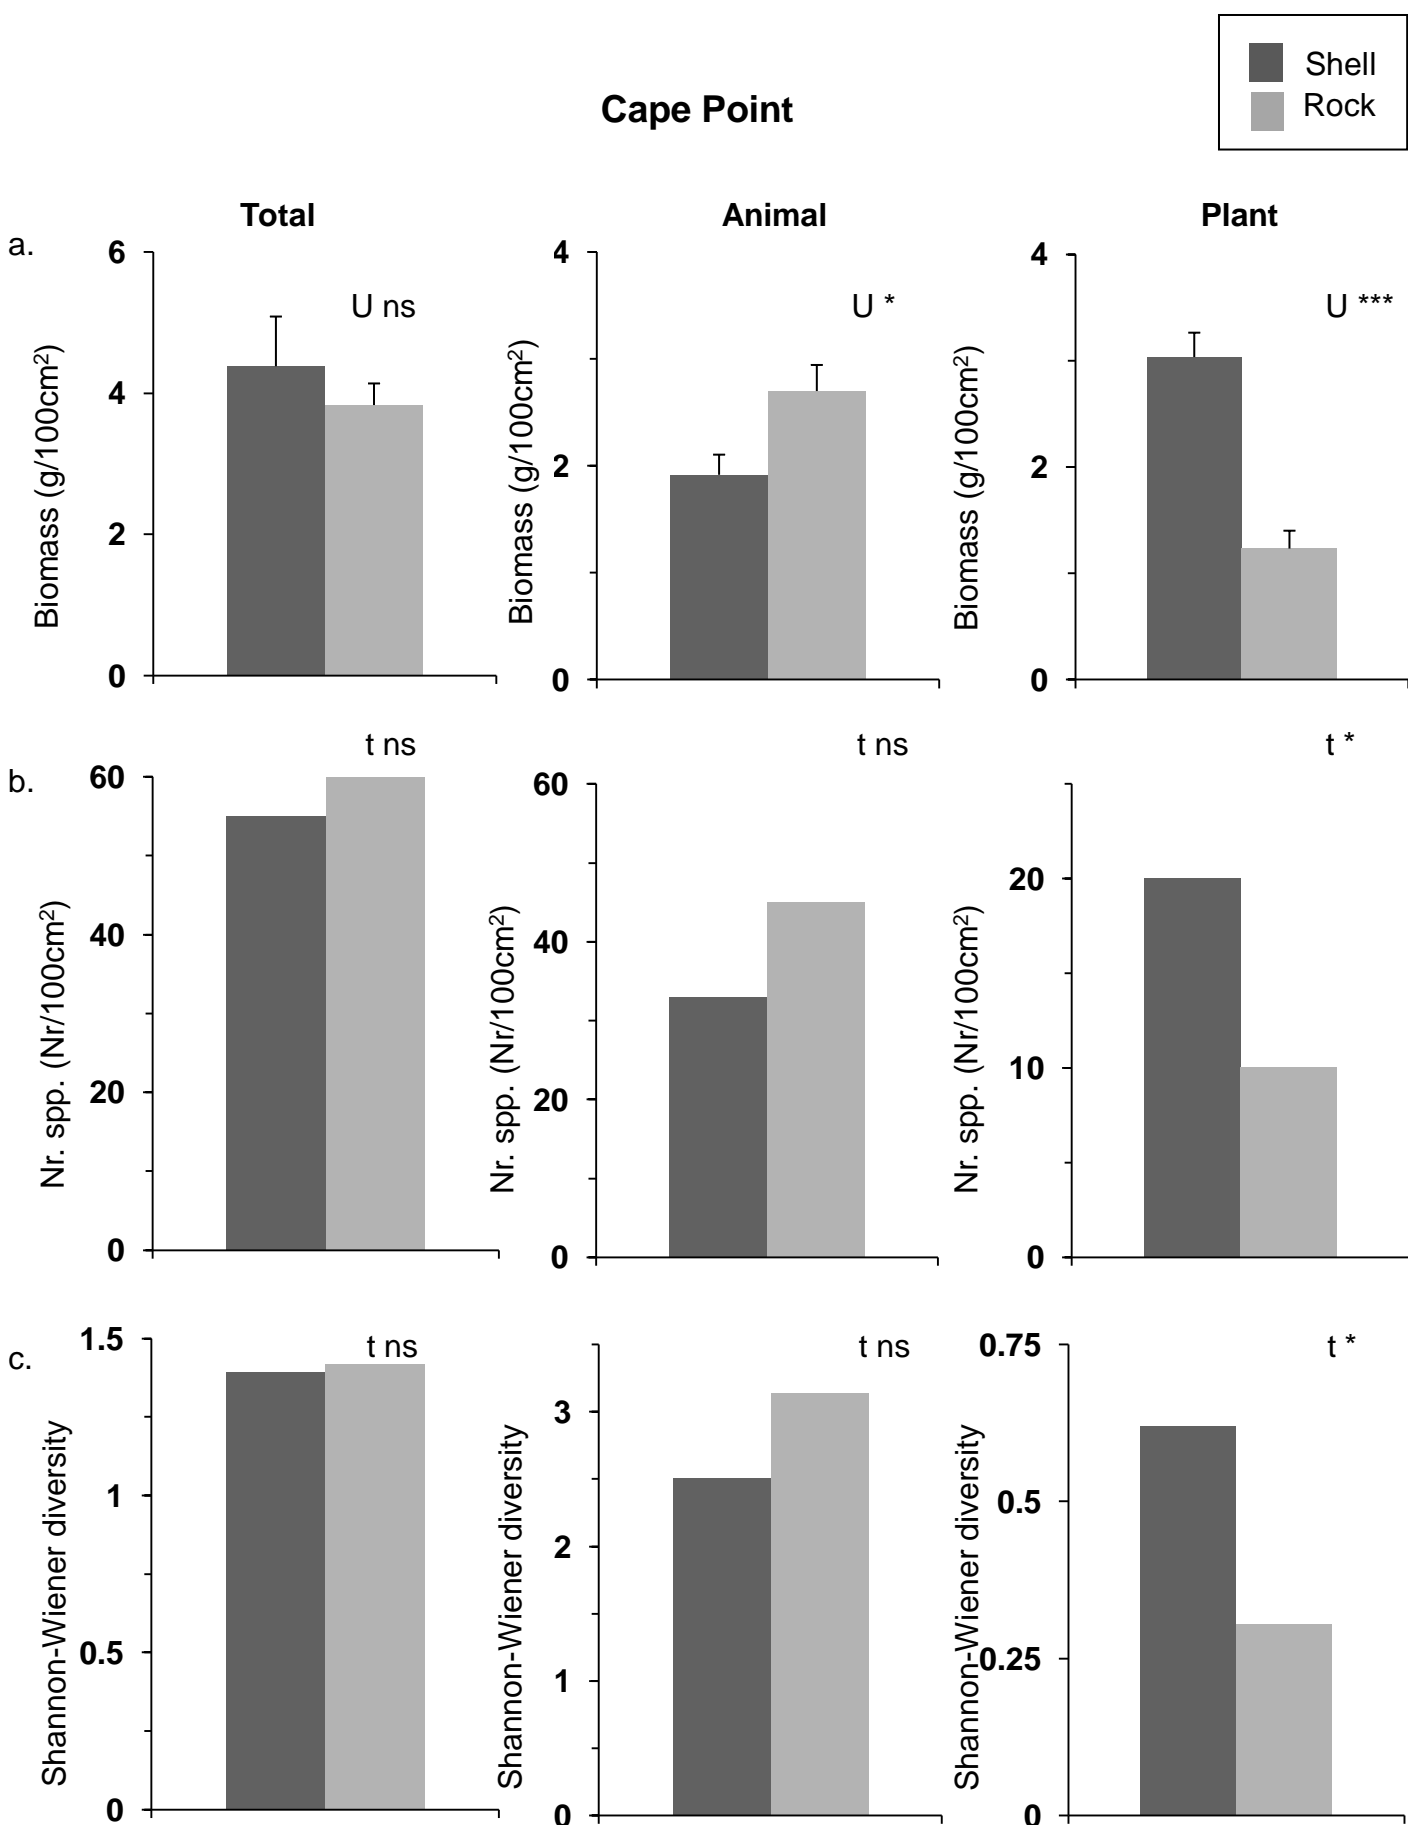 Shell
Rock
Cape Point
Total
Animal
Plant
a.
Biomass (g/100cm²)
6
4
2
0
U ns
Biomass (g/100cm²)
4
2
0
U *
Biomass (g/100cm²)
4
2
0
U ***
b.
Nr. spp. (Nr/100cm²)
60
40
20
0
t ns
Nr. spp. (Nr/100cm²)
60
40
20
0
t ns
Nr. spp. (Nr/100cm²)
20
10
0
t *
c.
Shannon-Wiener diversity
1.5
1
0.5
0
t ns
Shannon-Wiener diversity
3
2
1
0
t ns
Shannon-Wiener diversity
0.75
0.5
0.25
0
t *